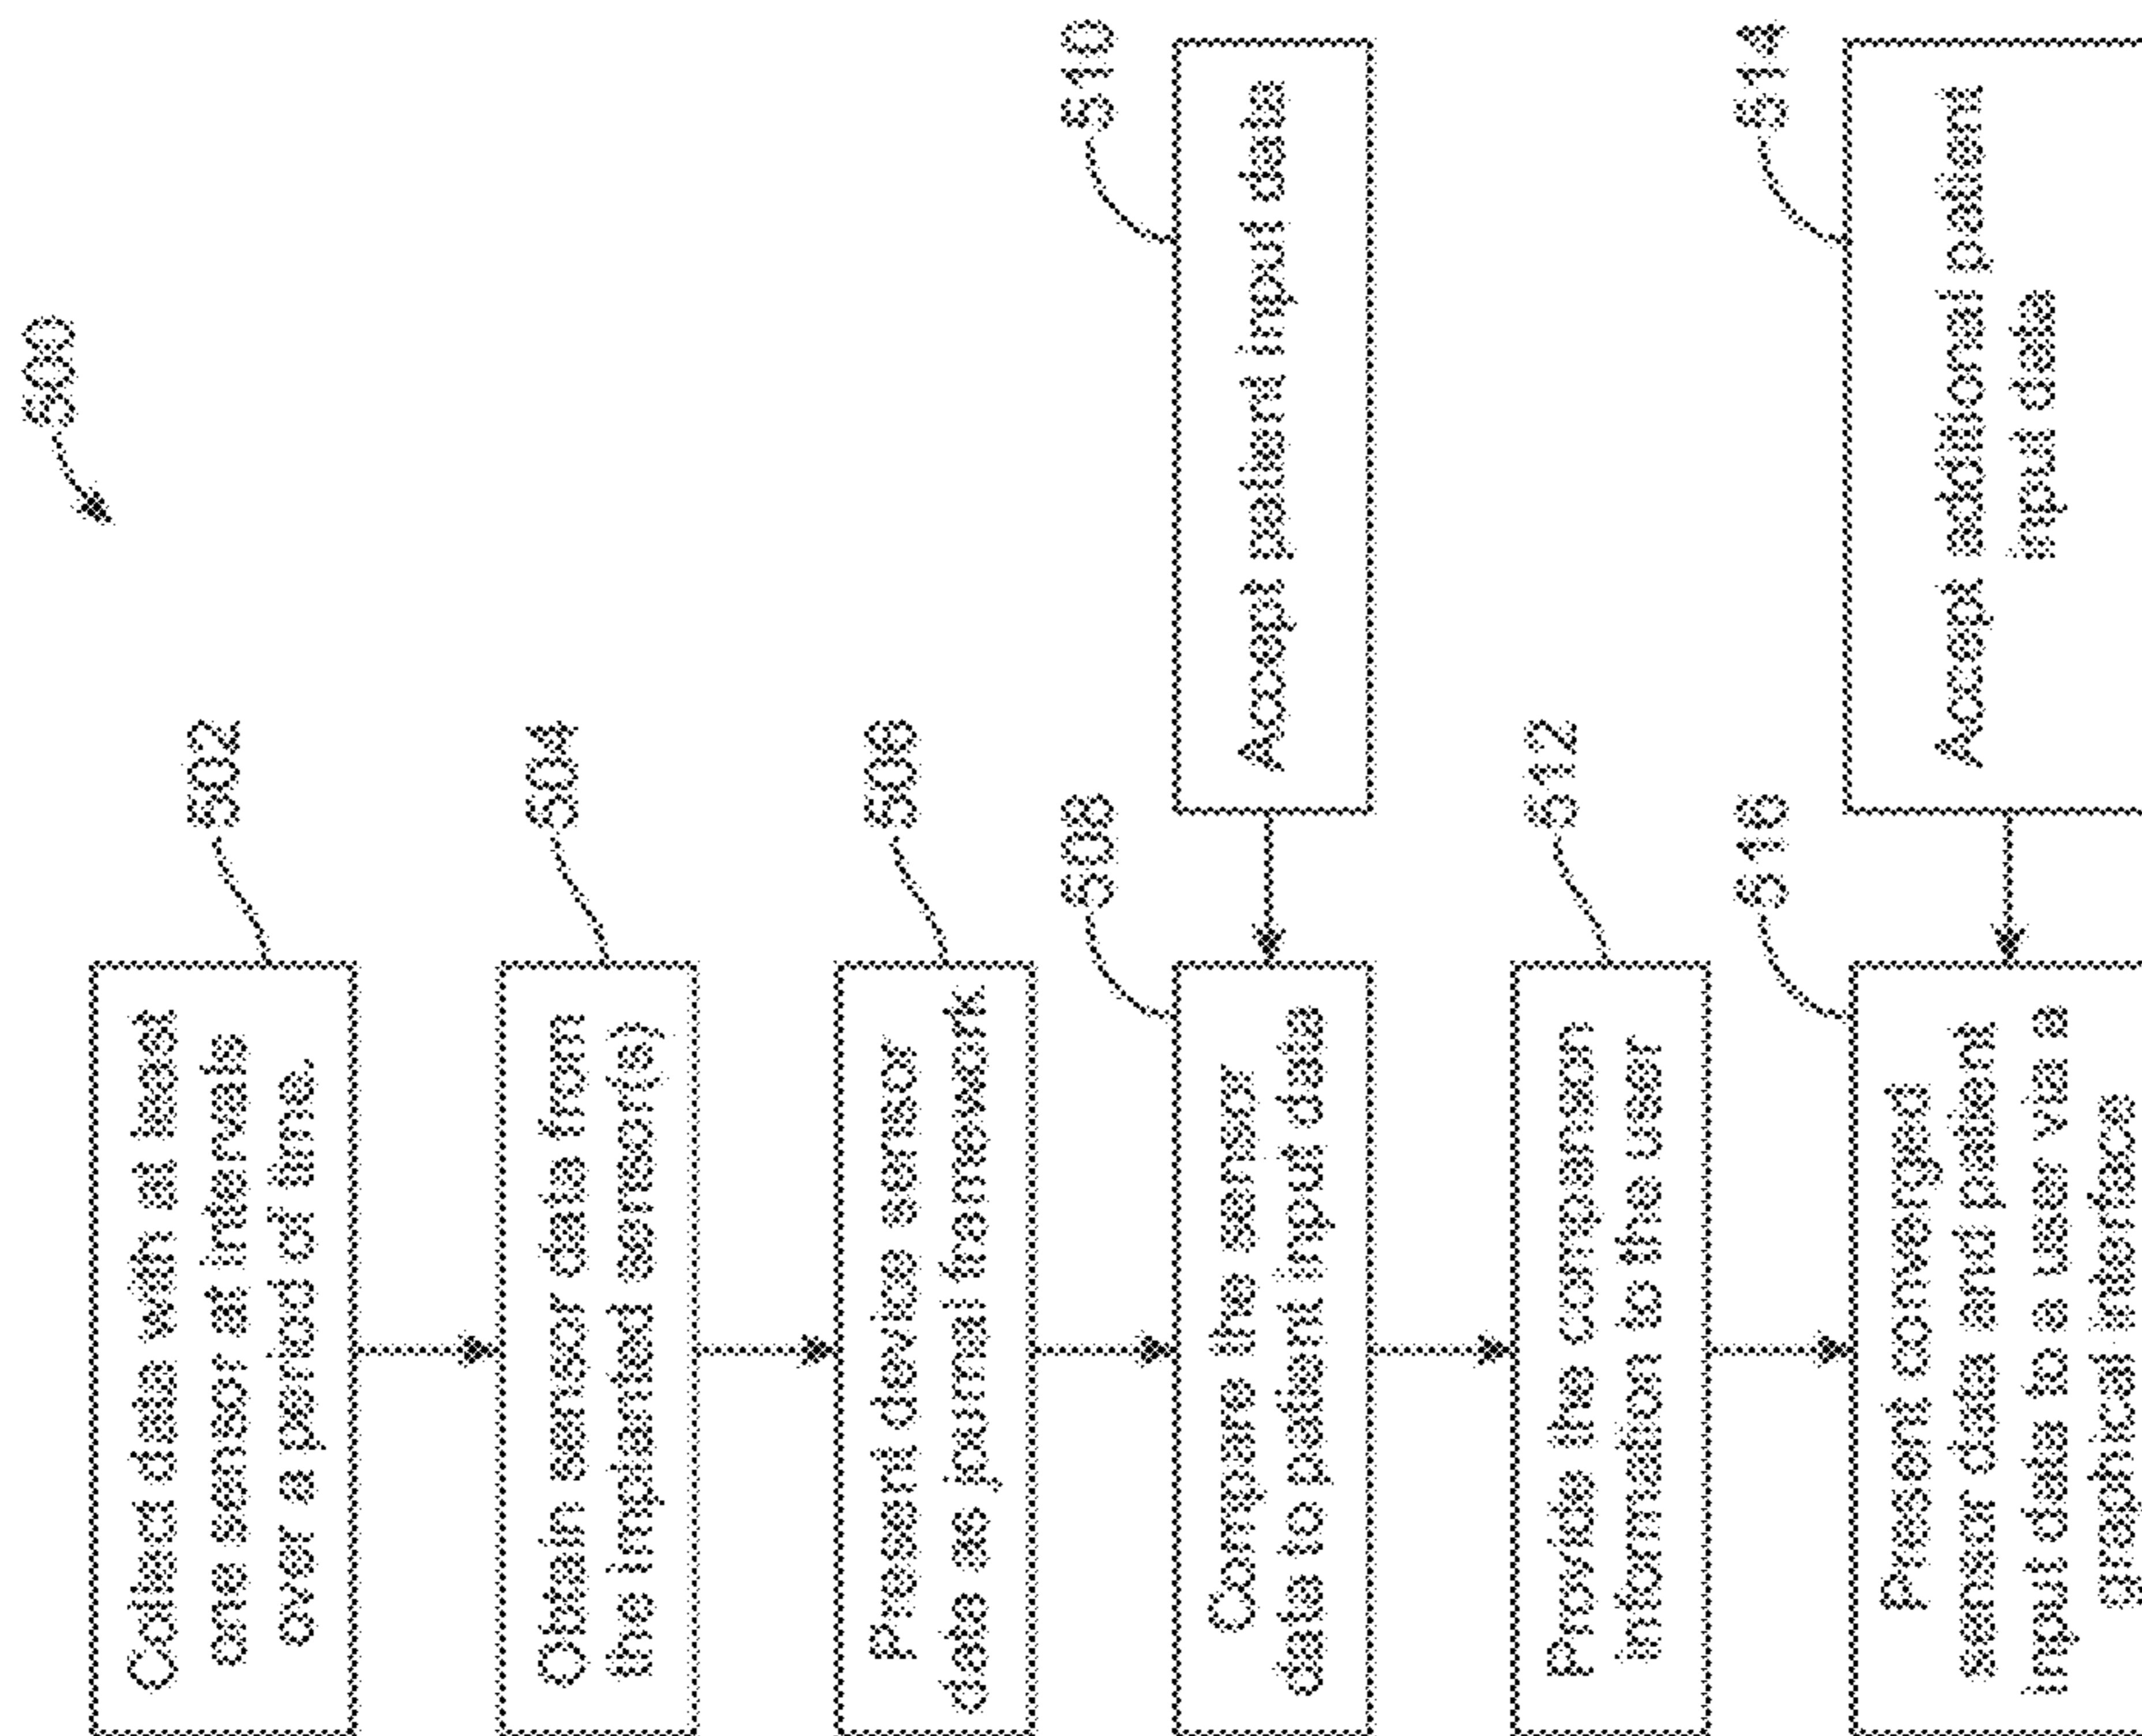 500
502
Collect data with at least
one sensor at intervals
over a period of time.
504
Obtain sensor data from
the implanted sensor(s)
506
Present device sensor
data as journal framework
508
Compare the sensor
data to patient input data
510
Accept patient input data
512
Provide the comparison
information to the user
514
Accept additional patient
input data
516
Present converged
sensor data and patient
input data to a user via a
graphical interface